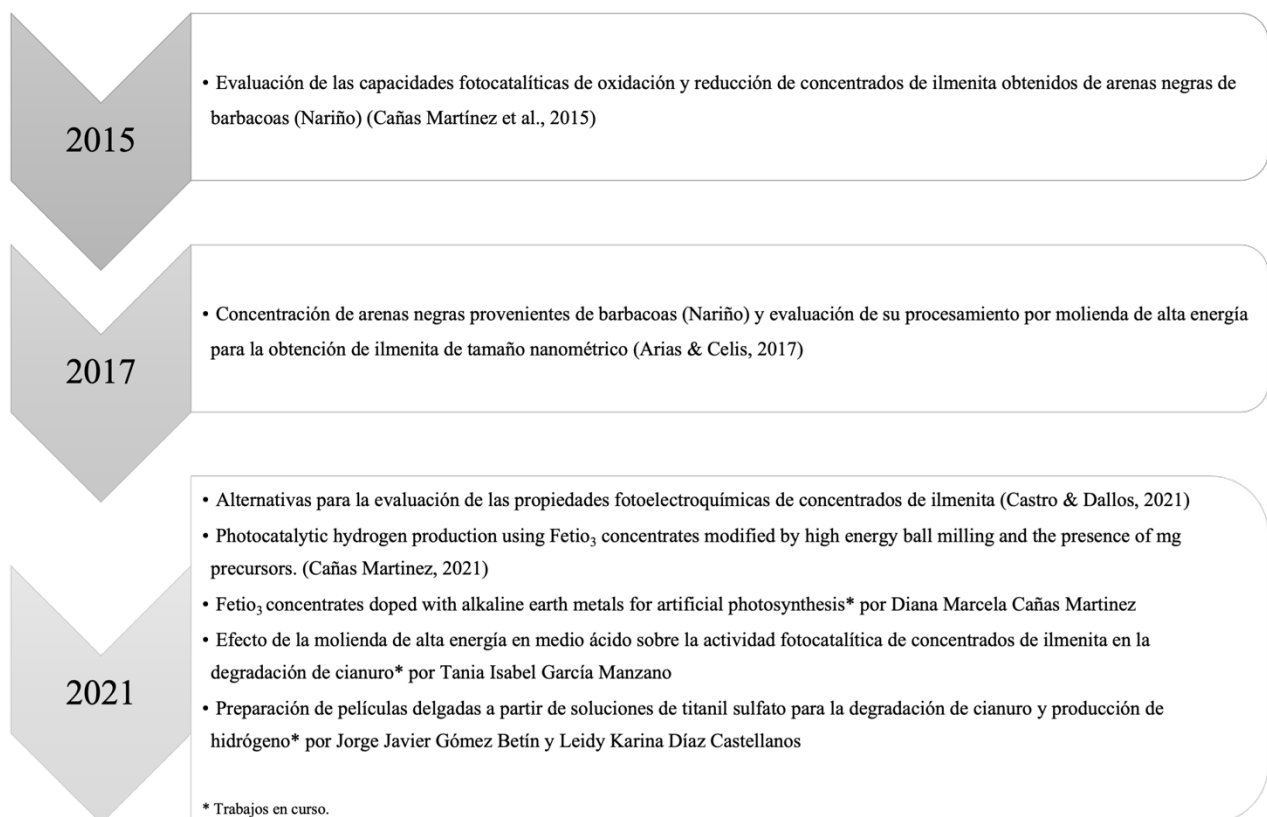 2015
• Evaluación de las capacidades fotocatalíticas de oxidación y reducción de concentrados de ilmenita obtenidos de arenas negras de
barbacoas (Nariño) (Cañas Martínez et al., 2015)
2017
• Concentración de arenas negras provenientes de barbacoas (Nariño) y evaluación de su procesamiento por molienda de alta energía
para la obtención de ilmenita de tamaño nanométrico (Arias & Celis, 2017)
2021
• Alternativas para la evaluación de las propiedades fotoelectroquímicas de concentrados de ilmenita (Castro & Dallos, 2021)
• Photocatalytic hydrogen production using Fetio₃ concentrates modified by high energy ball milling and the presence of mg
precursors. (Cañas Martinez, 2021)
• Fetio₃ concentrates doped with alkaline earth metals for artificial photosynthesis* por Diana Marcela Cañas Martinez
• Efecto de la molienda de alta energía en medio ácido sobre la actividad fotocatalítica de concentrados de ilmenita en la
degradación de cianuro* por Tania Isabel García Manzano
• Preparación de películas delgadas a partir de soluciones de titanil sulfato para la degradación de cianuro y producción de
hidrógeno* por Jorge Javier Gómez Betín y Leidy Karina Díaz Castellanos
* Trabajos en curso.